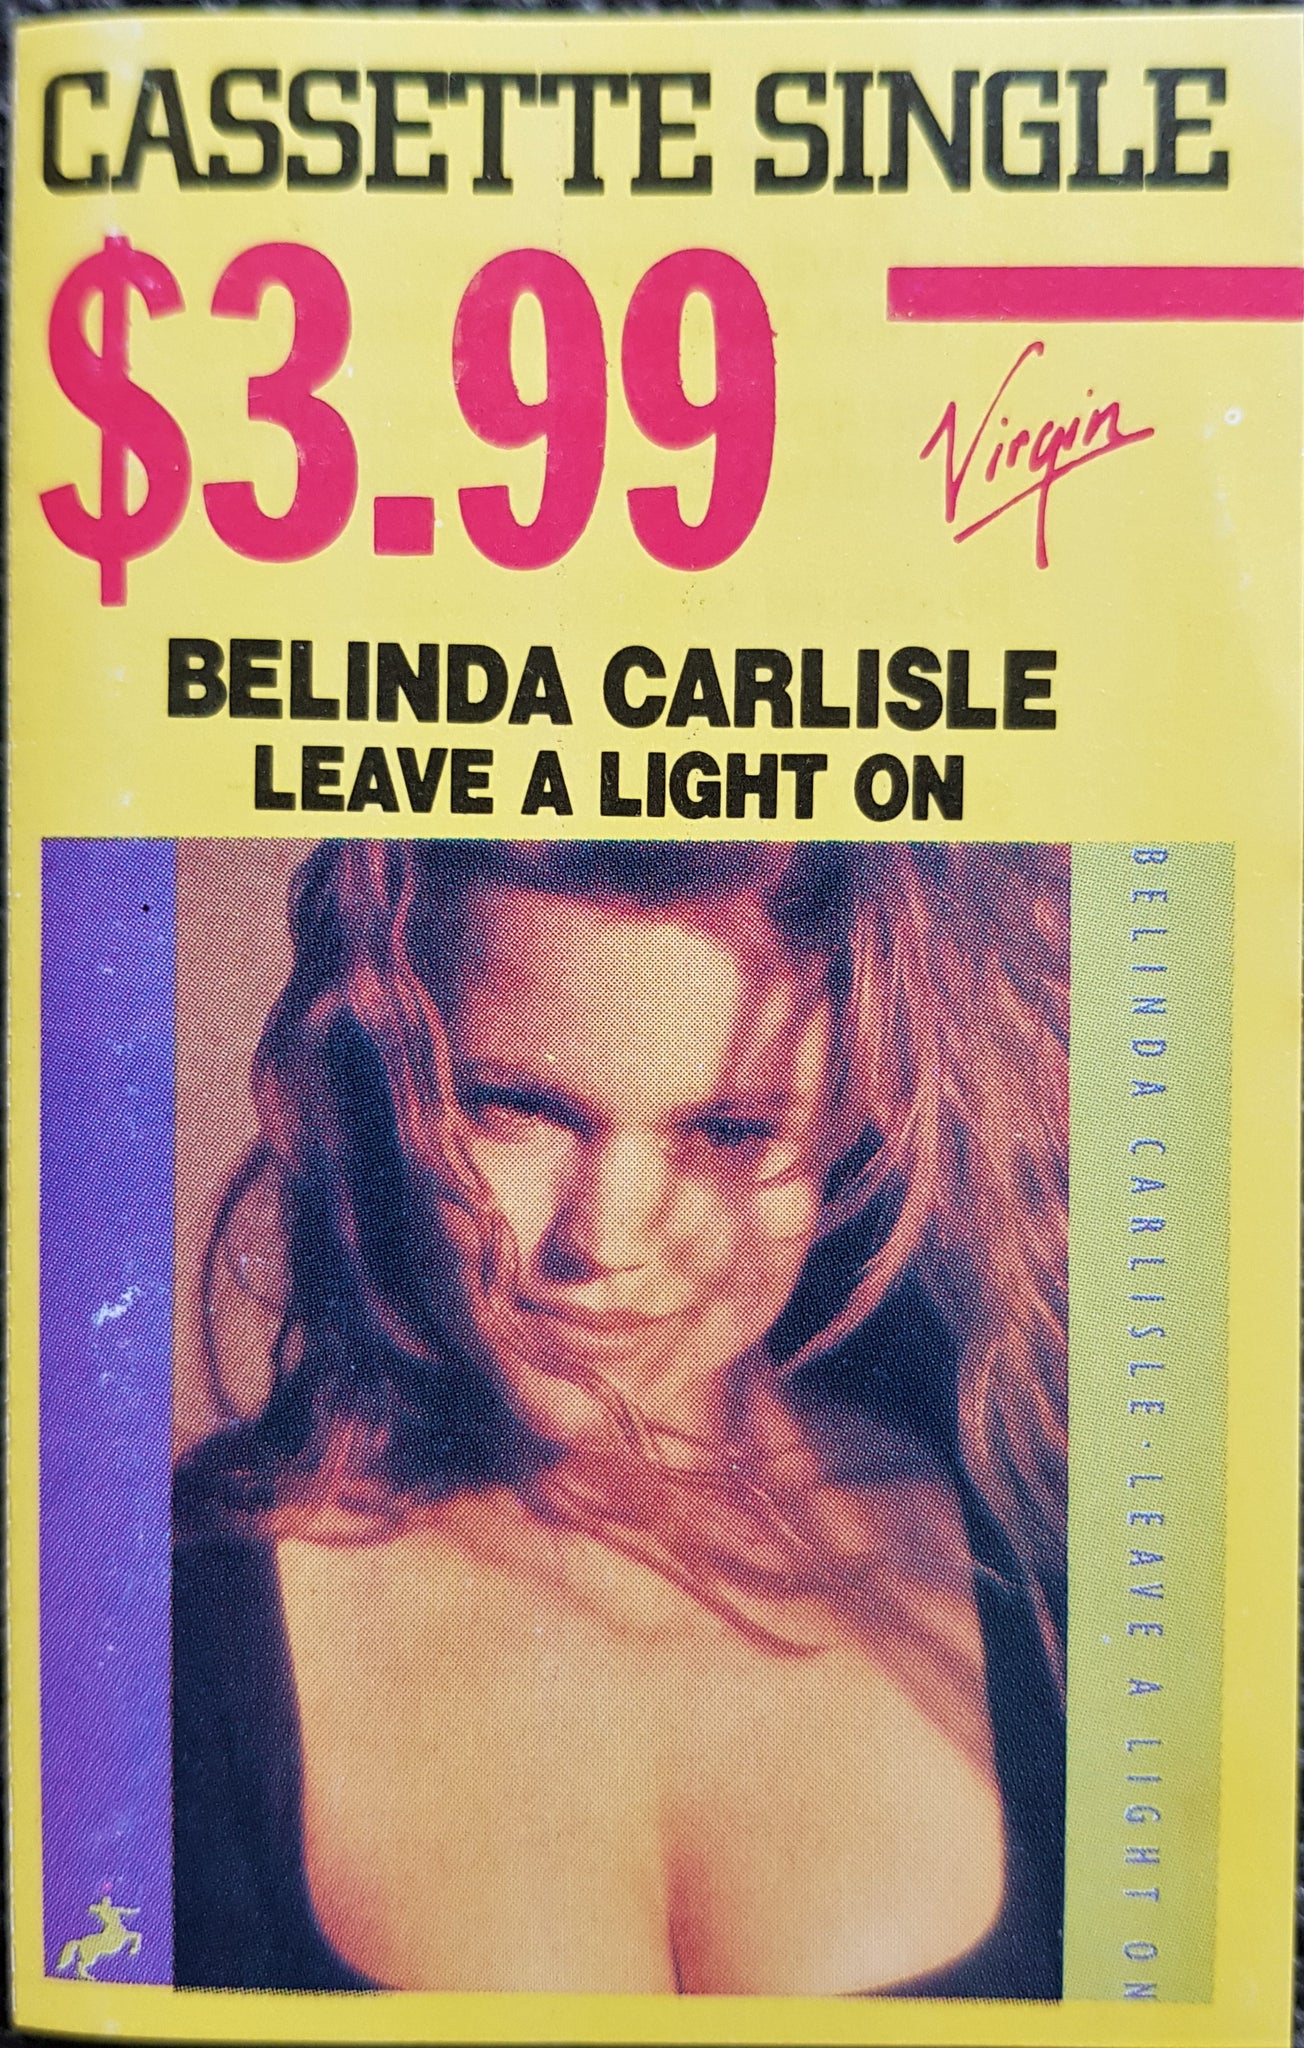 CASSETTE SINGLE
$3.99
Virgin
BELINDA CARLISLE
LEAVE A LIGHT ON
BELINDA CARLISLE · LEAVE A LIGHT ON